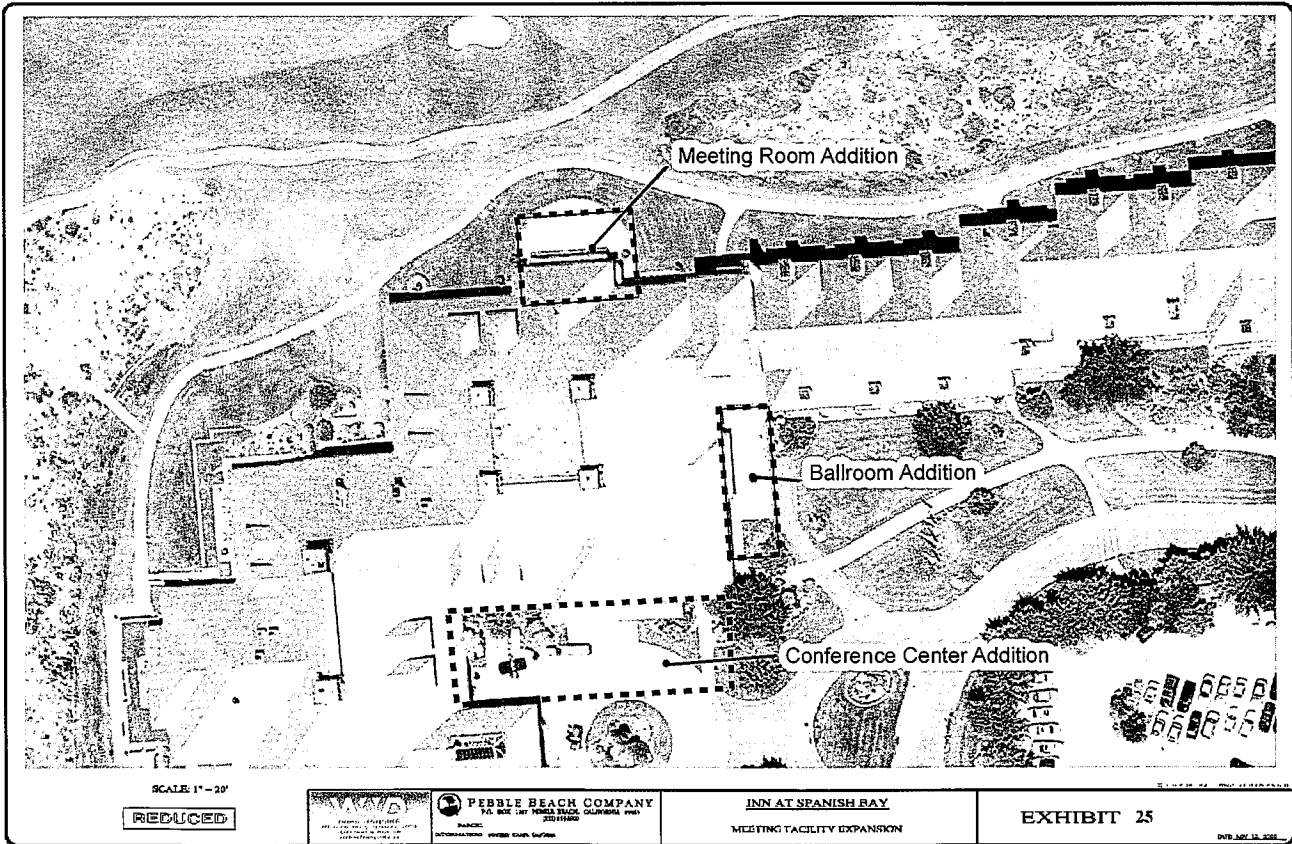 Meeting Room Addition
Ballroom Addition
Conference Center Addition
SCALE: 1" = 20'
REDUCED
WWD
PEBBLE BEACH COMPANY
INN AT SPANISH BAY
MEETING FACILITY EXPANSION
EXHIBIT 25